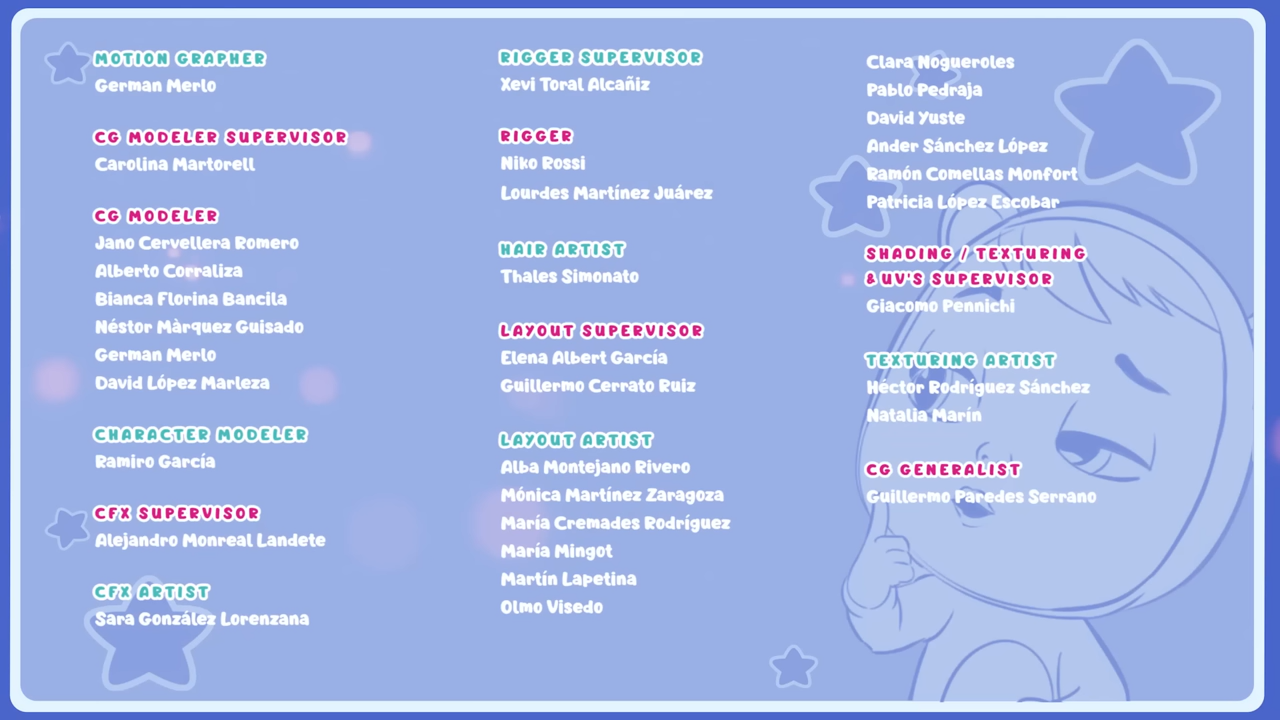 MOTION GRAPHER
German Merlo
CG MODELER SUPERVISOR
Carolina Martorell
CG MODELER
Jano Cervellera Romero
Alberto Corraliza
Bianca Florina Bancila
Néstor Màrquez Guisado
German Merlo
David López Marleza
CHARACTER MODELER
Ramiro García
CFX SUPERVISOR
Alejandro Monreal Landete
CFX ARTIST
Sara González Lorenzana
RIGGER SUPERVISOR
Xevi Toral Alcañiz
RIGGER
Niko Rossi
Lourdes Martínez Juárez
HAIR ARTIST
Thales Simonato
LAYOUT SUPERVISOR
Elena Albert García
Guillermo Cerrato Ruiz
LAYOUT ARTIST
Alba Montejano Rivero
Mónica Martínez Zaragoza
María Cremades Rodríguez
María Mingot
Martín Lapetina
Olmo Visedo
Clara Nogueroles
Pablo Pedraja
David Yuste
Ander Sánchez López
Ramón Comellas Monfort
Patricia López Escobar
SHADING / TEXTURING
& UV'S SUPERVISOR
Giacomo Pennichi
TEXTURING ARTIST
Héctor Rodríguez Sánchez
Natalia Marín
CG GENERALIST
Guillermo Paredes Serrano